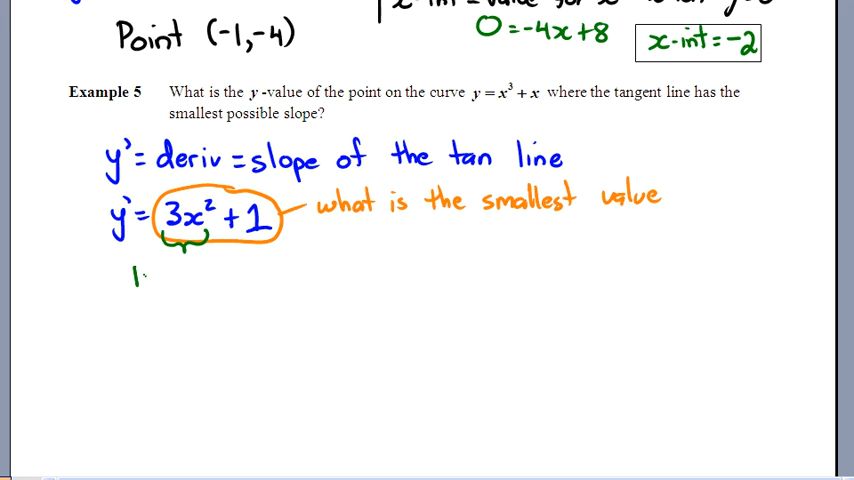 0 = -4x + 8
Point (-1, -4)
x-int = -2
Example 5 What is the y-value of the point on the curve y = x³ + x where the tangent line has the
smallest possible slope?
y' = deriv = slope of the tan line
y' = 3x² + 1 what is the smallest value